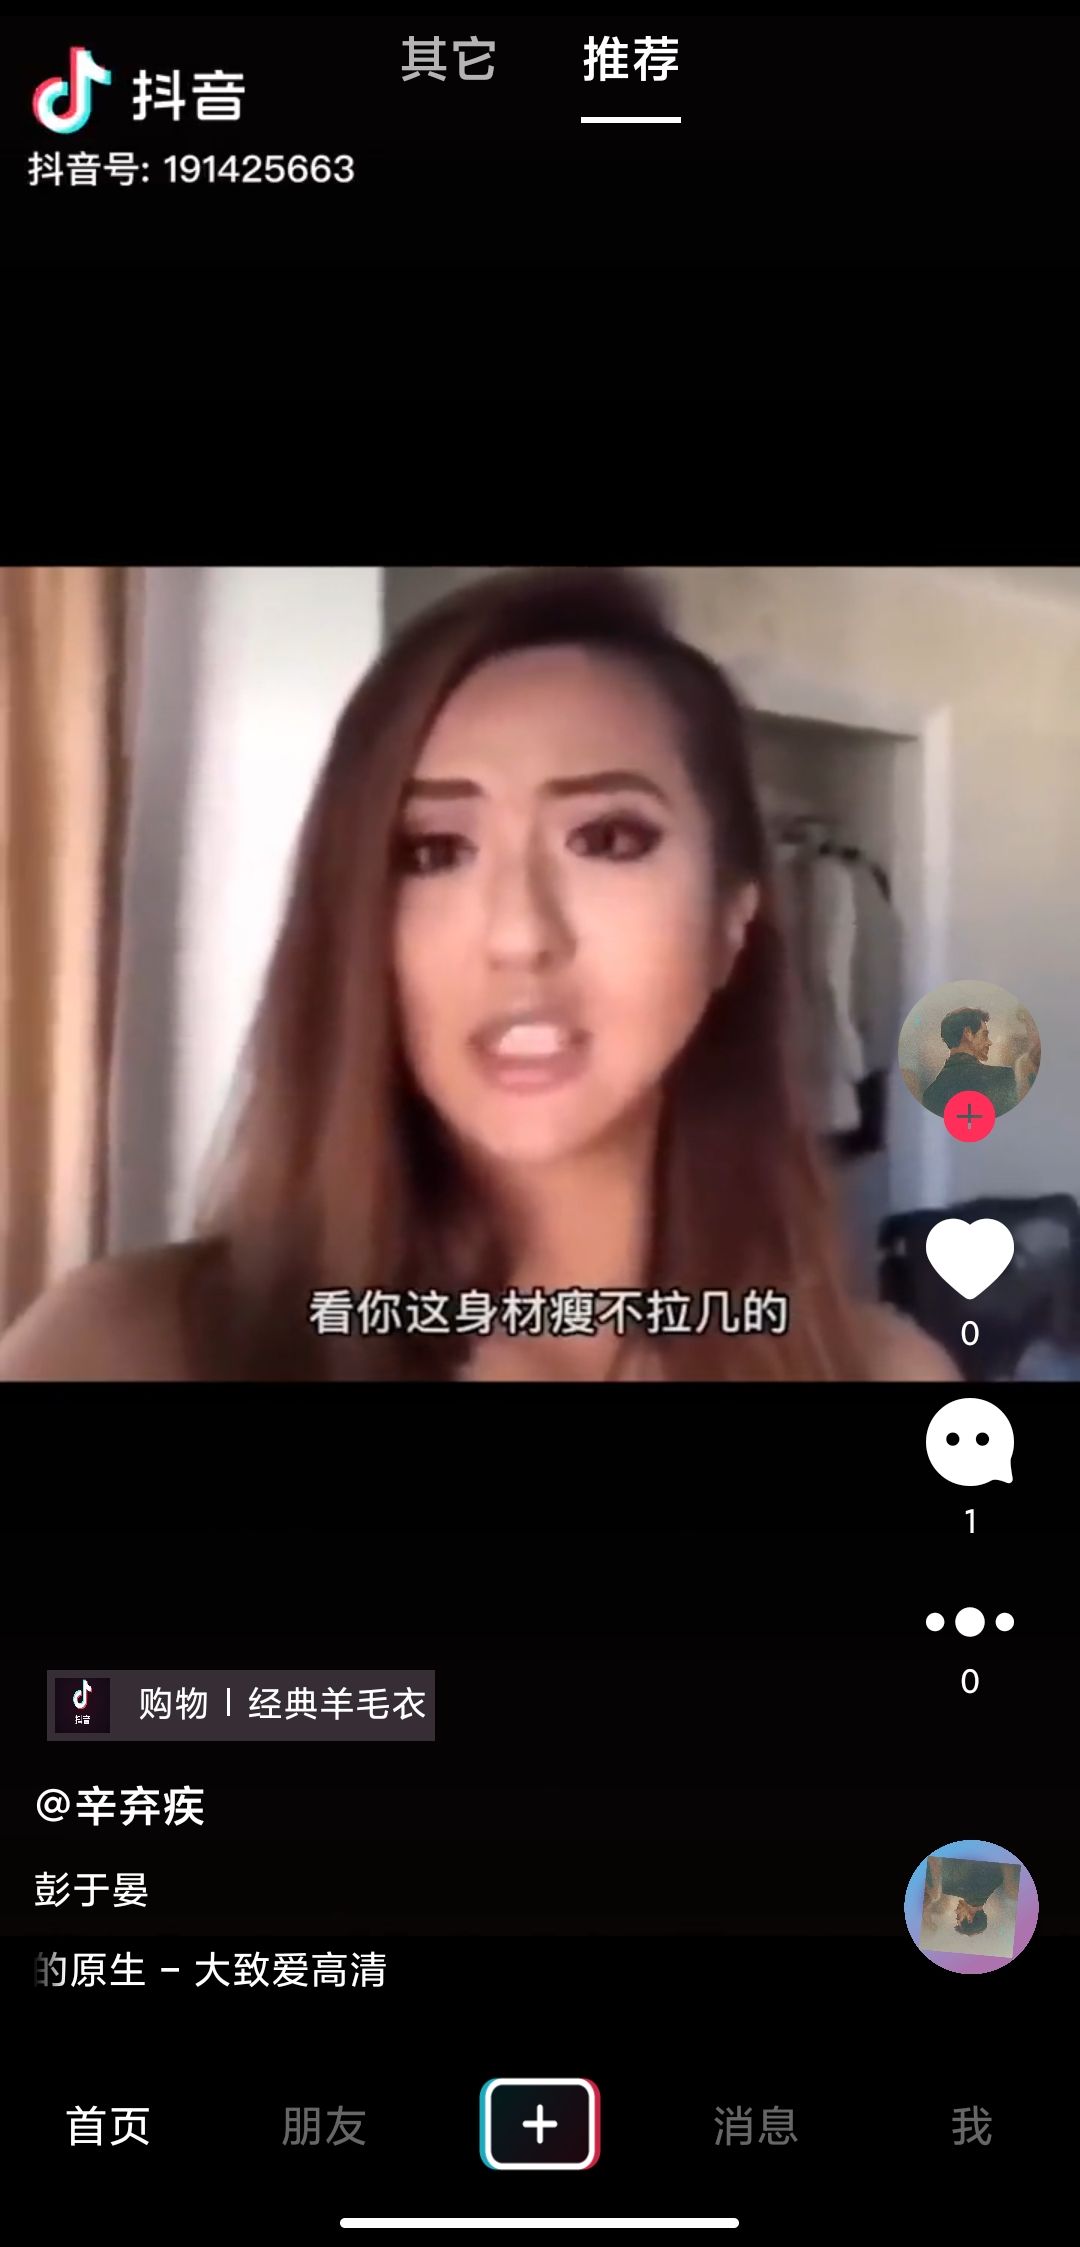 其它 推荐
抖音
抖音号: 191425663
看你这身材瘦不拉几的
0
1
0
抖音
购物 | 经典羊毛衣
@辛弃疾
彭于晏
的原生 – 大致爱高清
首页 朋友 消息 我